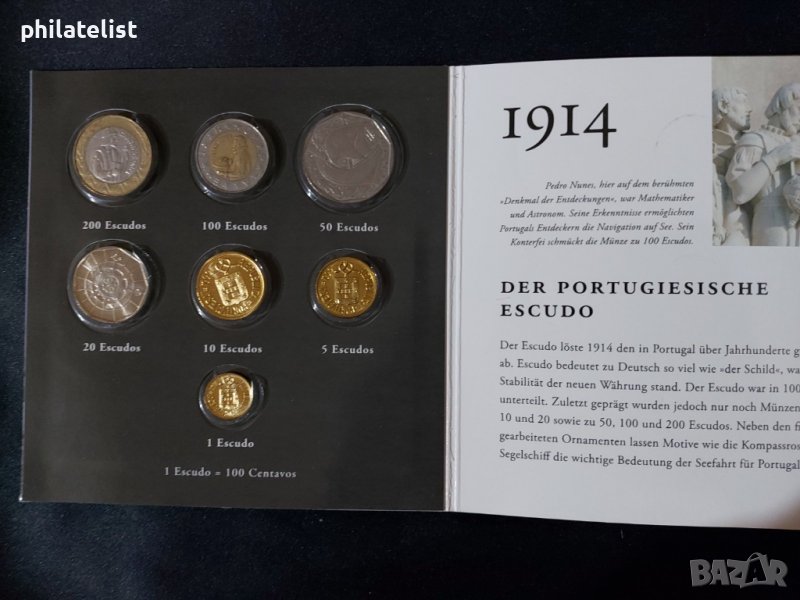 philatelist
200 Escudos
100 Escudos
50 Escudos
20 Escudos
10 Escudos
5 Escudos
1 Escudo
1 Escudo = 100 Centavos
1914
Pedro Nunes, hier auf dem berühmten
»Denkmal der Entdeckungen«, war Mathematiker
und Astronom. Seine Erkenntnisse ermöglichten
Portugals Entdeckern die Navigation auf See. Sein
Konterfei schmückt die Münze zu 100 Escudos.
DER PORTUGIESISCHE
ESCUDO
Der Escudo löste 1914 den in Portugal über Jahrhunderte
ab. Escudo bedeutet zu Deutsch so viel wie »der Schild«,
Stabilität der neuen Währung stand. Der Escudo war in 100
unterteilt. Zuletzt geprägt wurden jedoch nur noch Münzen
10 und 20 sowie zu 50, 100 und 200 Escudos. Neben den
gearbeiteten Ornamenten lassen Motive wie die
Segelschiff die wichtige Bedeutung der Seefahrt für Portugal
BAZAR